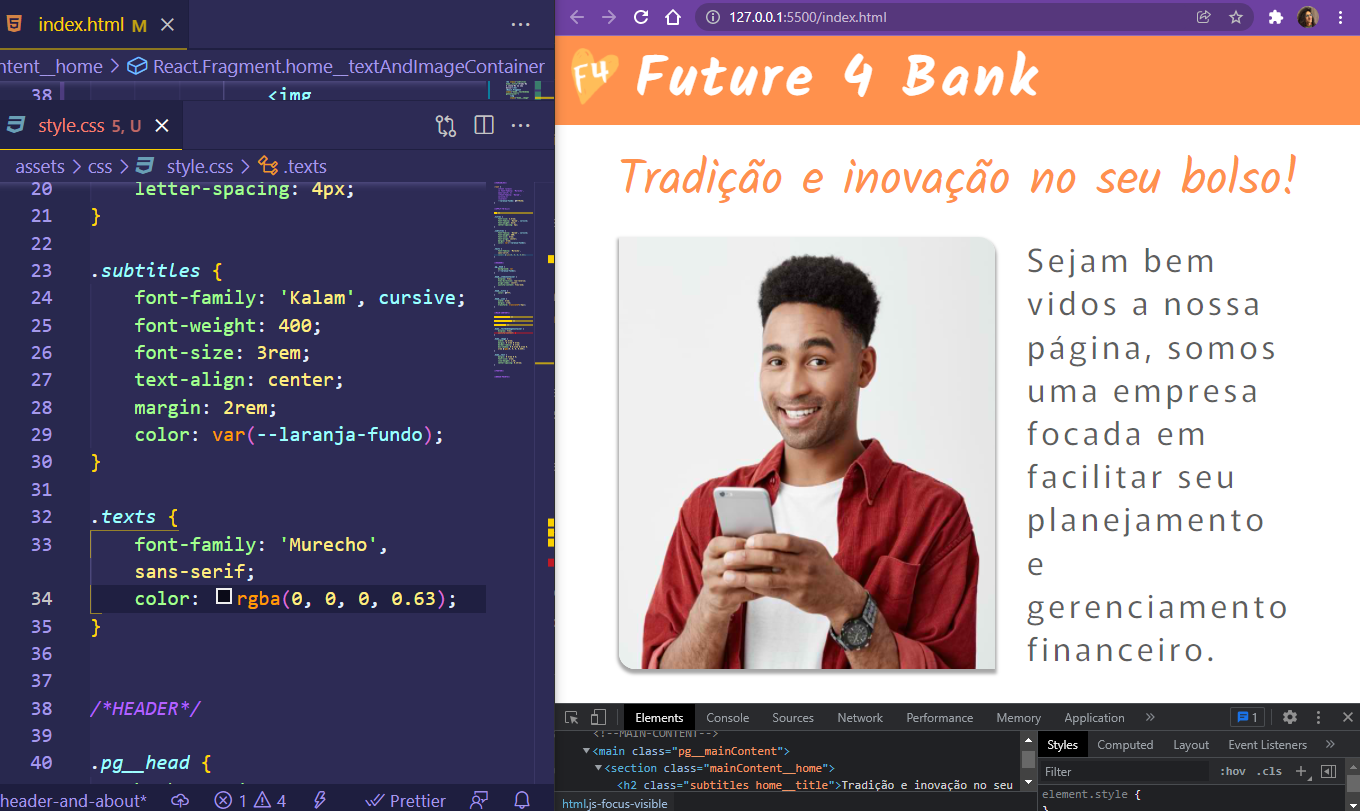 index.html M
ntent__home > React.Fragment.home__textAndImageContainer
38 <img
style.css 5, U
assets > css > style.css > .texts
20 letter-spacing: 4px;
21 }
22
23 .subtitles {
24 font-family: 'Kalam', cursive;
25 font-weight: 400;
26 font-size: 3rem;
27 text-align: center;
28 margin: 2rem;
29 color: var(--laranja-fundo);
30 }
31
32 .texts {
33 font-family: 'Murecho',
sans-serif;
34 color: rgba(0, 0, 0, 0.63);
35 }
36
37
38 /*HEADER*/
39
40 .pg__head {
header-and-about* 1 4 Prettier
127.0.0.1:5500/index.html
F4 Future 4 Bank
Tradição e inovação no seu bolso!
Sejam bem
vidos a nossa
página, somos
uma empresa
focada em
facilitar seu
planejamento
e
gerenciamento
financeiro.
Elements Console Sources Network Performance Memory Application » 1
<!--MAIN-CONTENT-->
<main class="pg__mainContent">
<section class="mainContent__home">
<h2 class="subtitles home__title">Tradição e inovação no seu
html.js-focus-visible
Styles Computed Layout Event Listeners »
Filter :hov .cls +
element.style {
}